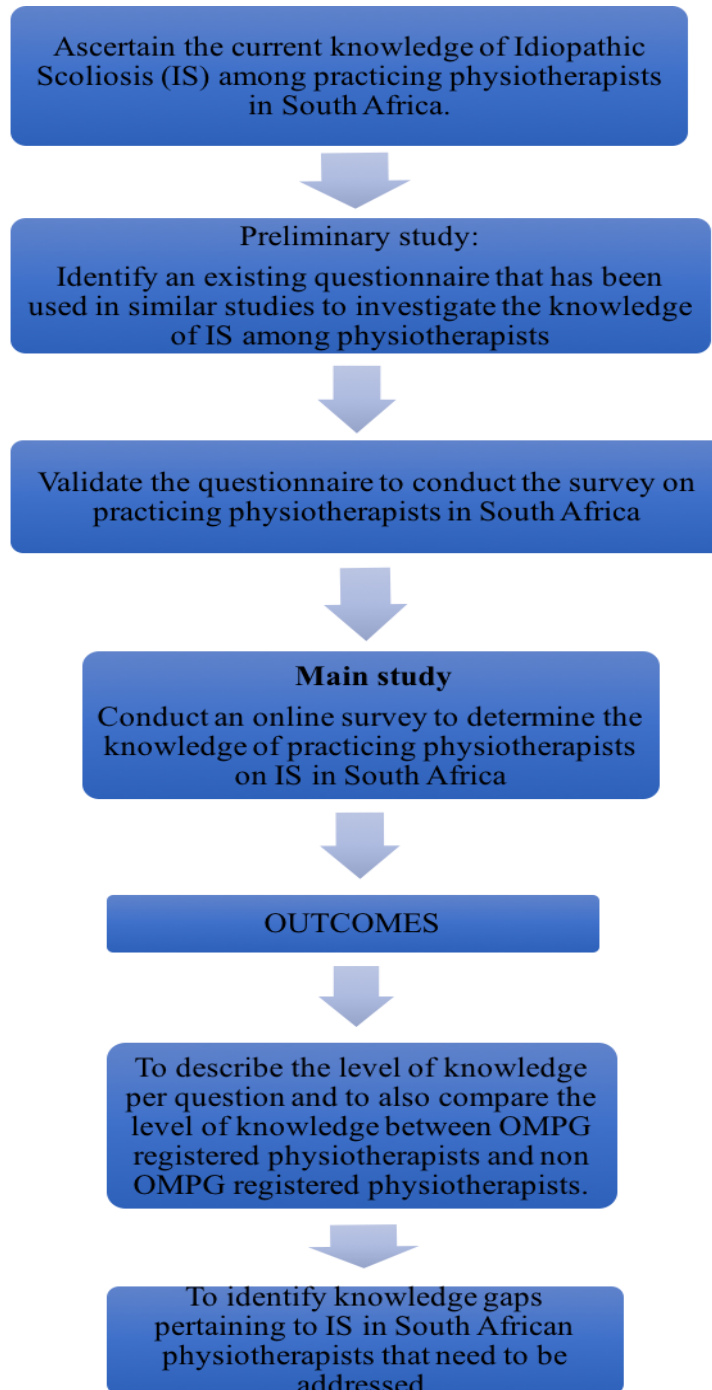 Ascertain the current knowledge of Idiopathic
Scoliosis (IS) among practicing physiotherapists
in South Africa.
Preliminary study:
Identify an existing questionnaire that has been
used in similar studies to investigate the knowledge
of IS among physiotherapists
Validate the questionnaire to conduct the survey on
practicing physiotherapists in South Africa
Main study
Conduct an online survey to determine the
knowledge of practicing physiotherapists
on IS in South Africa
OUTCOMES
To describe the level of knowledge
per question and to also compare the
level of knowledge between OMPG
registered physiotherapists and non
OMPG registered physiotherapists.
To identify knowledge gaps
pertaining to IS in South African
physiotherapists that need to be
addressed